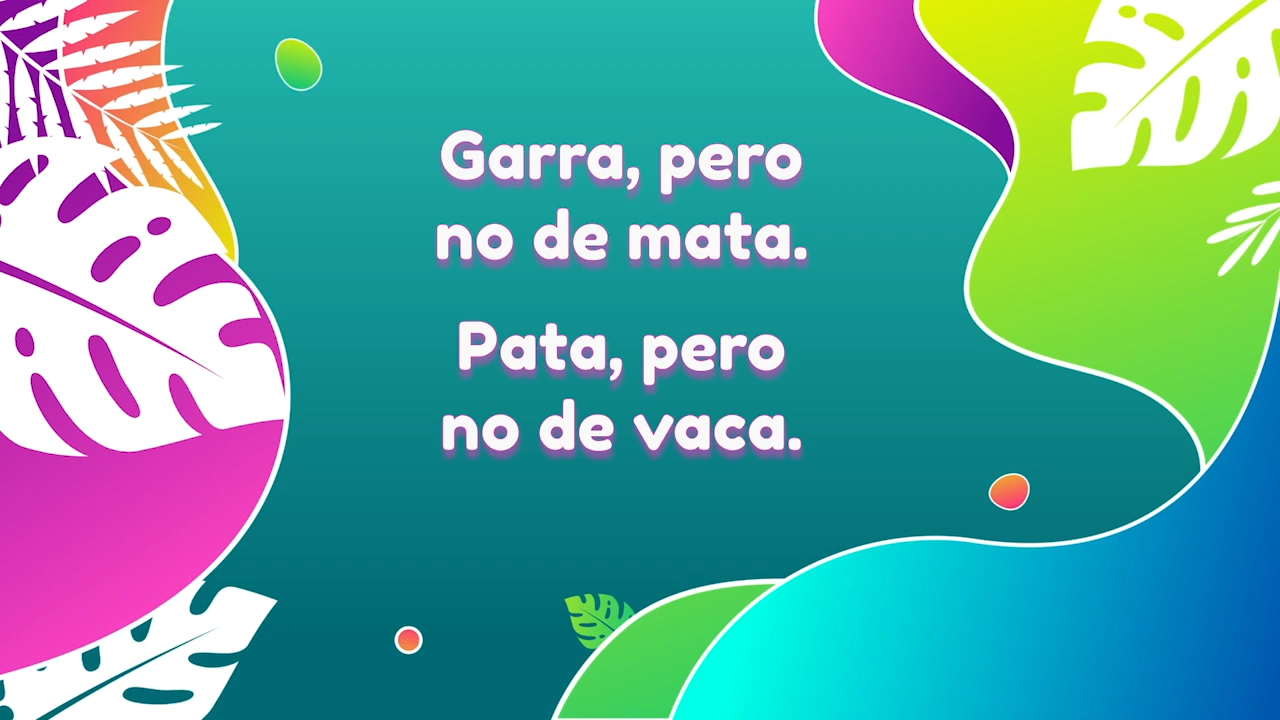 Garra, pero
no de mata.
Pata, pero
no de vaca.